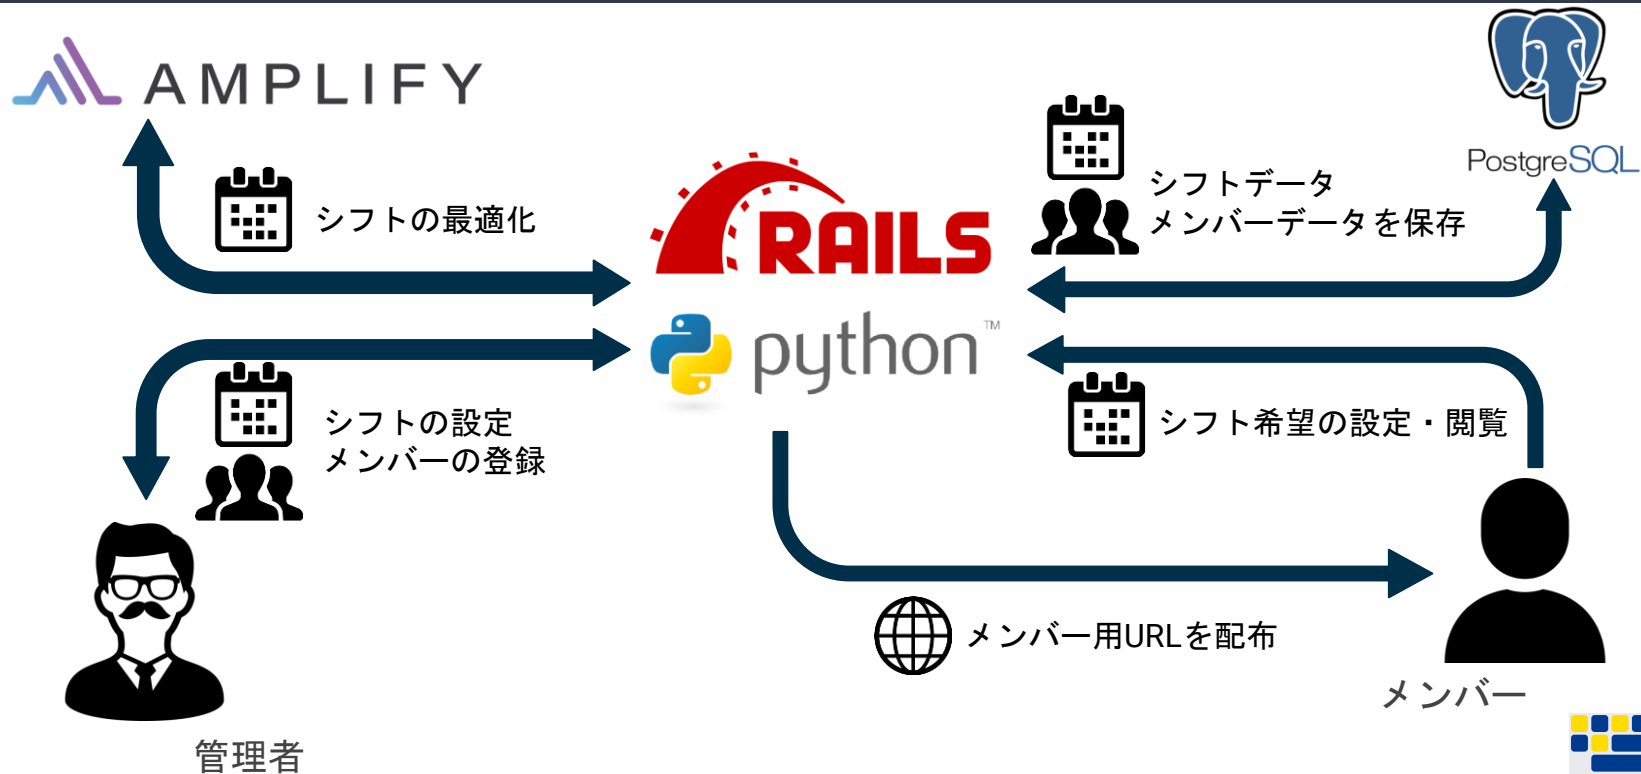 AMPLIFY
PostgreSQL
シフトの最適化
RAILS
シフトデータ
メンバーデータを保存
python™
シフトの設定
メンバーの登録
シフト希望の設定・閲覧
メンバー用URLを配布
メンバー
管理者